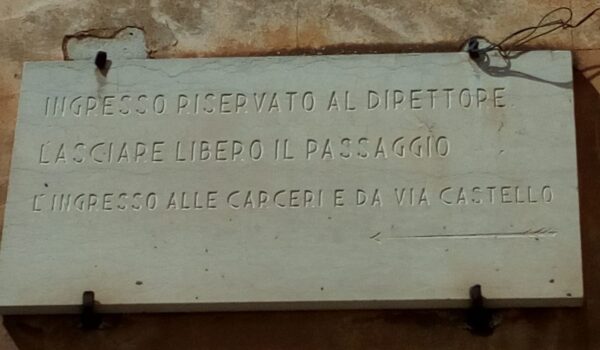 INGRESSO RISERVATO AL DIRETTORE
LASCIARE LIBERO IL PASSAGGIO
L'INGRESSO ALLE CARCERI E DA VIA CASTELLO